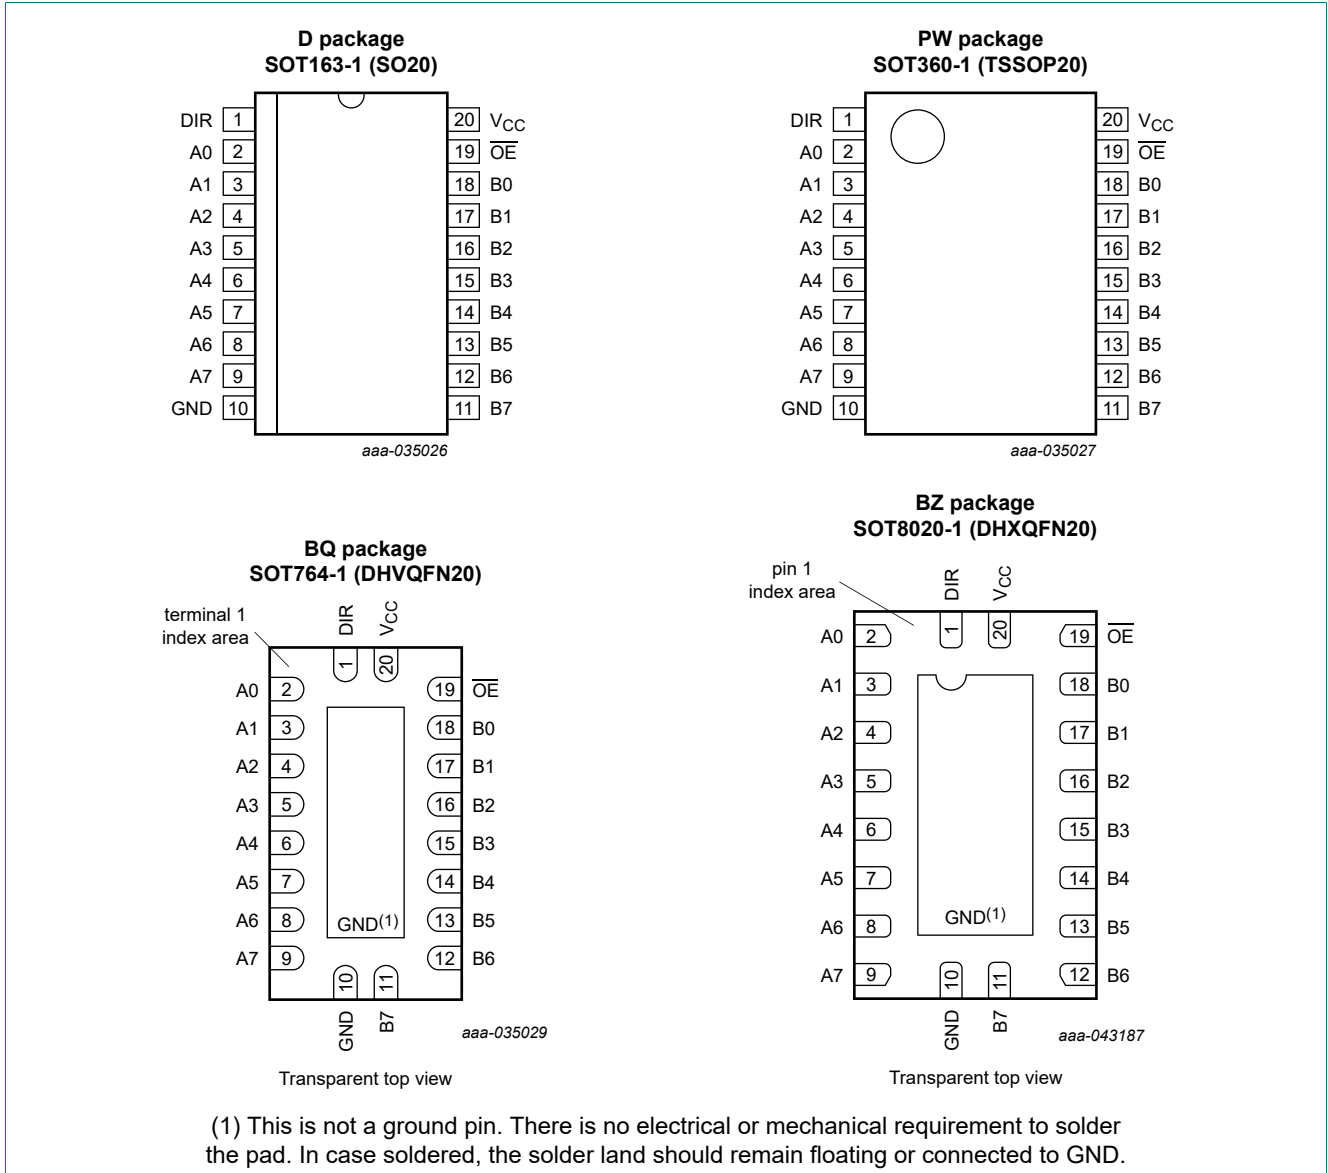 D package
SOT163-1 (SO20)
DIR 1
A0 2
A1 3
A2 4
A3 5
A4 6
A5 7
A6 8
A7 9
GND 10
20 VCC
19 OE
18 B0
17 B1
16 B2
15 B3
14 B4
13 B5
12 B6
11 B7
aaa-035026
PW package
SOT360-1 (TSSOP20)
DIR 1
A0 2
A1 3
A2 4
A3 5
A4 6
A5 7
A6 8
A7 9
GND 10
20 VCC
19 OE
18 B0
17 B1
16 B2
15 B3
14 B4
13 B5
12 B6
11 B7
aaa-035027
BQ package
SOT764-1 (DHVQFN20)
terminal 1
index area
DIR 1
VCC 20
A0 2
A1 3
A2 4
A3 5
A4 6
A5 7
A6 8
A7 9
19 OE
18 B0
17 B1
16 B2
15 B3
14 B4
13 B5
12 B6
GND(1)
GND 10
B7 11
aaa-035029
Transparent top view
BZ package
SOT8020-1 (DHXQFN20)
pin 1
index area
DIR 1
VCC 20
A0 2
A1 3
A2 4
A3 5
A4 6
A5 7
A6 8
A7 9
19 OE
18 B0
17 B1
16 B2
15 B3
14 B4
13 B5
12 B6
GND(1)
GND 10
B7 11
aaa-043187
Transparent top view
(1) This is not a ground pin. There is no electrical or mechanical requirement to solder
the pad. In case soldered, the solder land should remain floating or connected to GND.